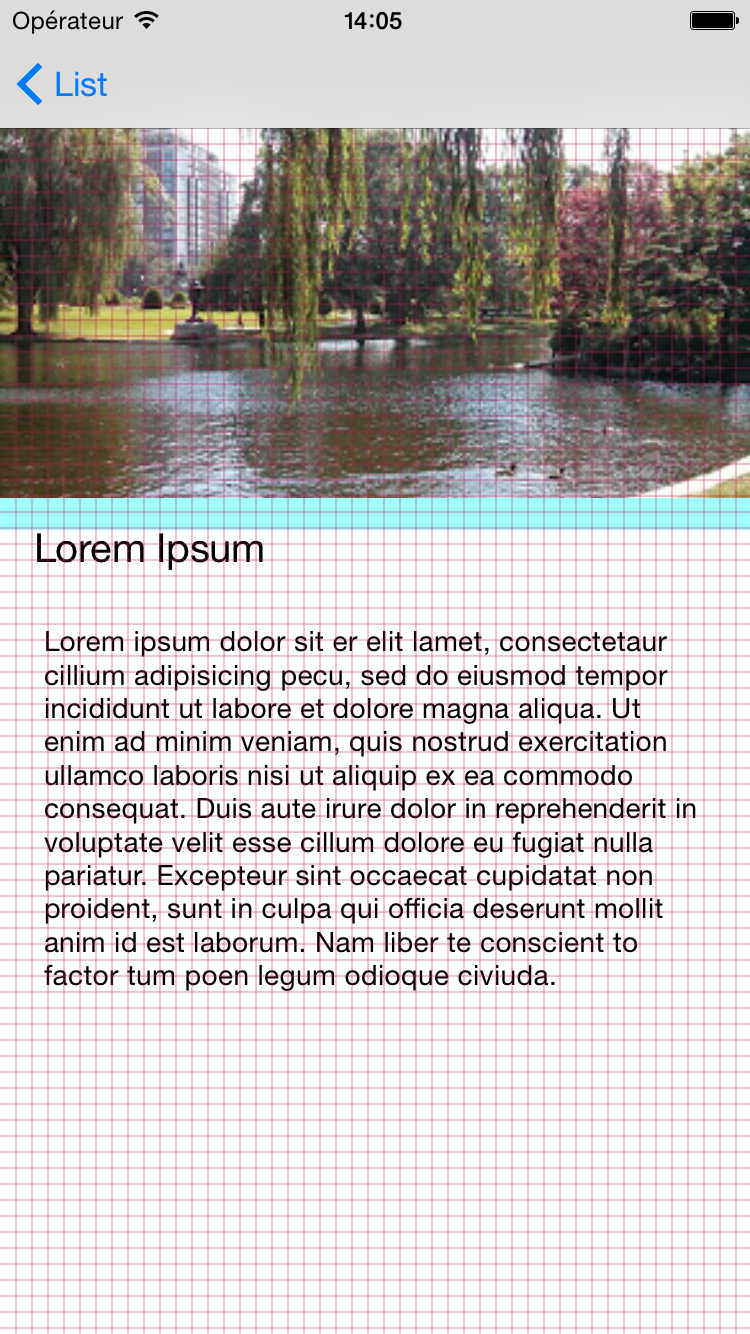 Opérateur 14:05
List
Lorem Ipsum
Lorem ipsum dolor sit er elit lamet, consectetaur
cillium adipisicing pecu, sed do eiusmod tempor
incididunt ut labore et dolore magna aliqua. Ut
enim ad minim veniam, quis nostrud exercitation
ullamco laboris nisi ut aliquip ex ea commodo
consequat. Duis aute irure dolor in reprehenderit in
voluptate velit esse cillum dolore eu fugiat nulla
pariatur. Excepteur sint occaecat cupidatat non
proident, sunt in culpa qui officia deserunt mollit
anim id est laborum. Nam liber te conscient to
factor tum poen legum odioque civiuda.